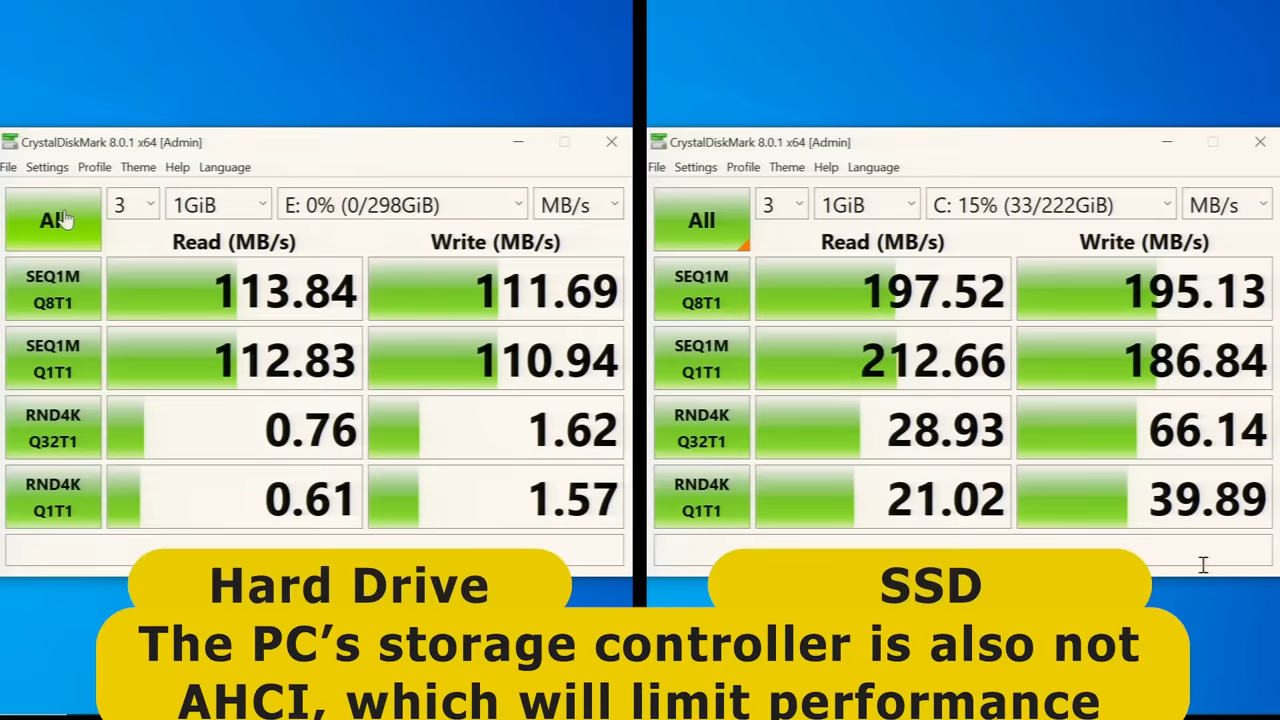 CrystalDiskMark 8.0.1 x64 [Admin]
File Settings Profile Theme Help Language
All 3 1GiB E: 0% (0/298GiB) MB/s
Read (MB/s) Write (MB/s)
SEQ1M
Q8T1
113.84 111.69
SEQ1M
Q1T1
112.83 110.94
RND4K
Q32T1
0.76 1.62
RND4K
Q1T1
0.61 1.57
Hard Drive
CrystalDiskMark 8.0.1 x64 [Admin]
File Settings Profile Theme Help Language
All 3 1GiB C: 15% (33/222GiB) MB/s
Read (MB/s) Write (MB/s)
SEQ1M
Q8T1
197.52 195.13
SEQ1M
Q1T1
212.66 186.84
RND4K
Q32T1
28.93 66.14
RND4K
Q1T1
21.02 39.89
SSD
The PC’s storage controller is also not
AHCI, which will limit performance